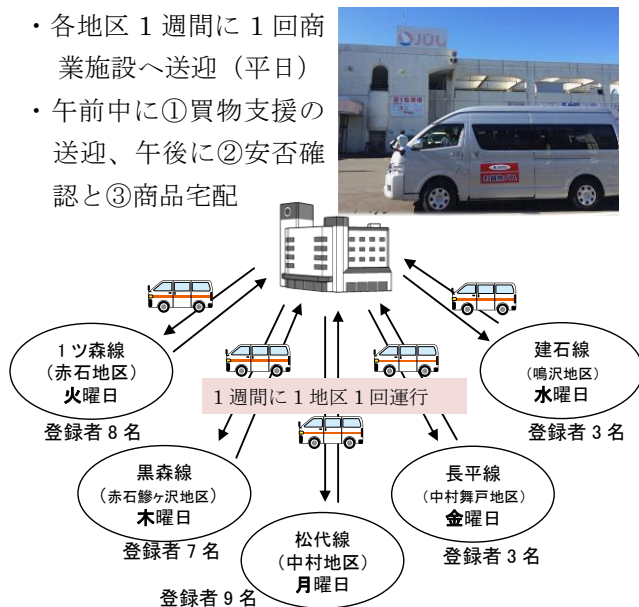 ・各地区1週間に1回商
業施設へ送迎（平日）
・午前中に①買物支援の
送迎、午後に②安否確
認と③商品宅配
1ツ森線
(赤石地区)
火曜日
登録者8名
建石線
(鳴沢地区)
水曜日
登録者3名
1週間に1地区1回運行
黒森線
(赤石鰺ヶ沢地区)
木曜日
登録者7名
長平線
(中村舞戸地区)
金曜日
登録者3名
松代線
(中村地区)
月曜日
登録者9名